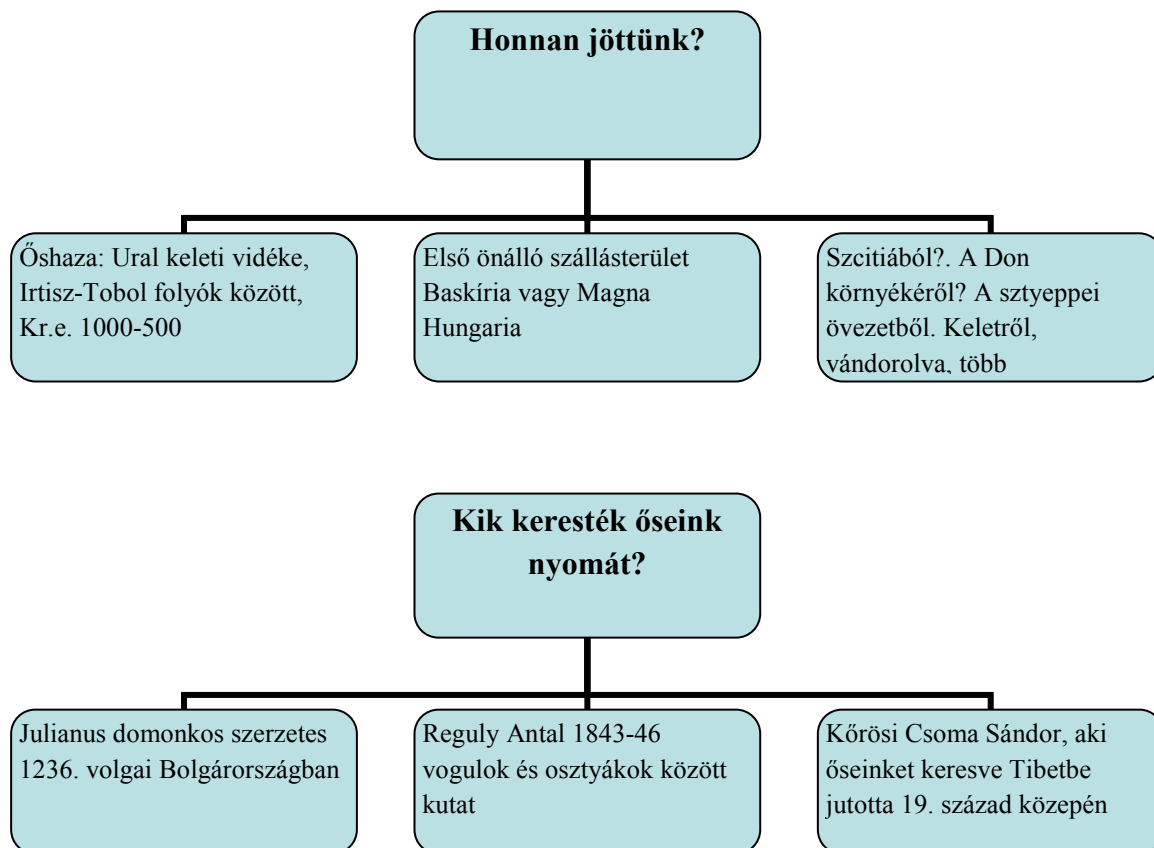 Honnan jöttünk?
Őshaza: Ural keleti vidéke,
Irtisz-Tobol folyók között,
Kr.e. 1000-500
Első önálló szállásterület
Baskíria vagy Magna
Hungaria
Szcitiából?. A Don
környékéről? A sztyeppei
övezetből. Keletről,
vándorolva, több
Kik keresték őseink
nyomát?
Julianus domonkos szerzetes
1236. volgai Bolgárországban
Reguly Antal 1843-46
vogulok és osztyákok között
kutat
Kőrösi Csoma Sándor, aki
őseinket keresve Tibetbe
jutotta 19. század közepén